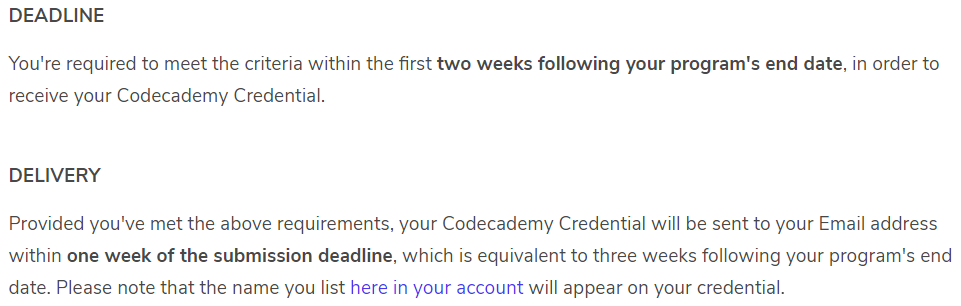 DEADLINE
You're required to meet the criteria within the first two weeks following your program's end date, in order to
receive your Codecademy Credential.
DELIVERY
Provided you've met the above requirements, your Codecademy Credential will be sent to your Email address
within one week of the submission deadline, which is equivalent to three weeks following your program's end
date. Please note that the name you list here in your account will appear on your credential.